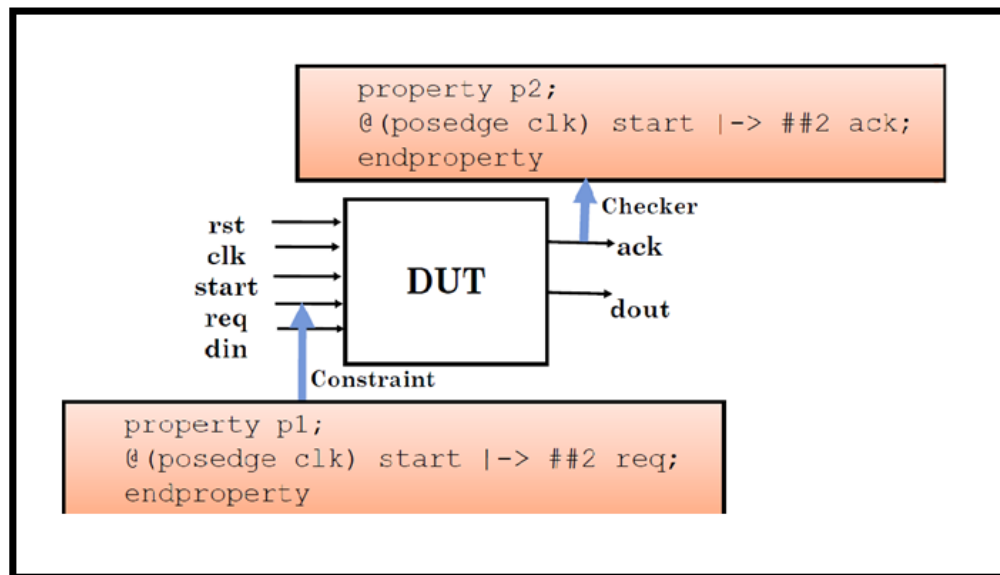 property p2;
@(posedge clk) start |-> ##2 ack;
endproperty
Checker
rst
clk
start
req
din
DUT
ack
dout
Constraint
property p1;
@(posedge clk) start |-> ##2 req;
endproperty